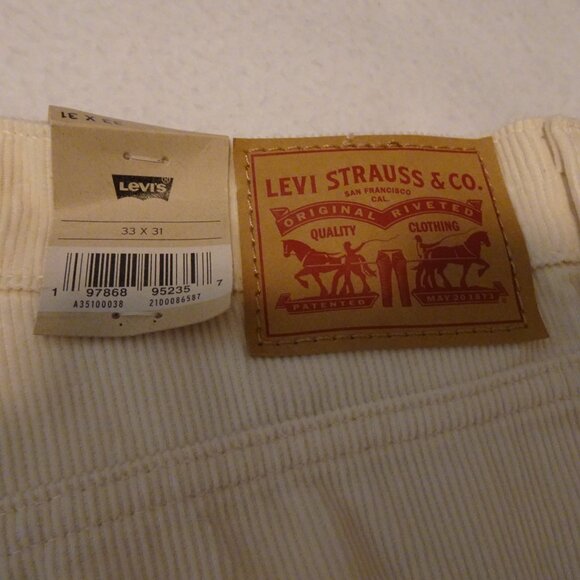 33 X 31
Levi's
33 X 31
1 97868 95235 7
A35100038 2100086587
LEVI STRAUSS & CO.
SAN FRANCISCO
CAL.
ORIGINAL RIVETED
QUALITY CLOTHING
PATENTED MAY 20 1873